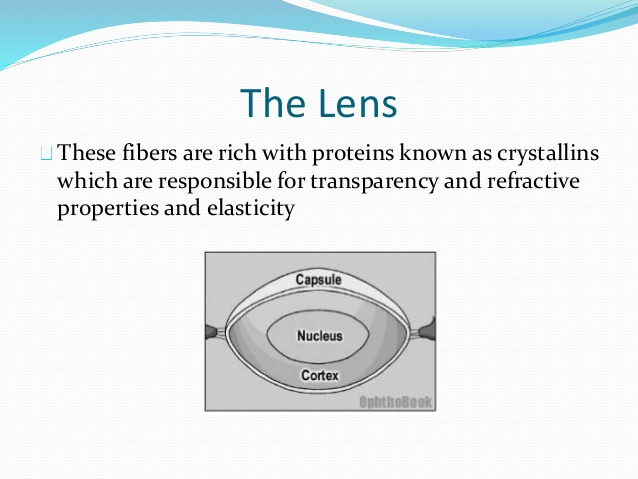 The Lens
These fibers are rich with proteins known as crystallins
which are responsible for transparency and refractive
properties and elasticity
Capsule
Nucleus
Cortex
OphthoBook